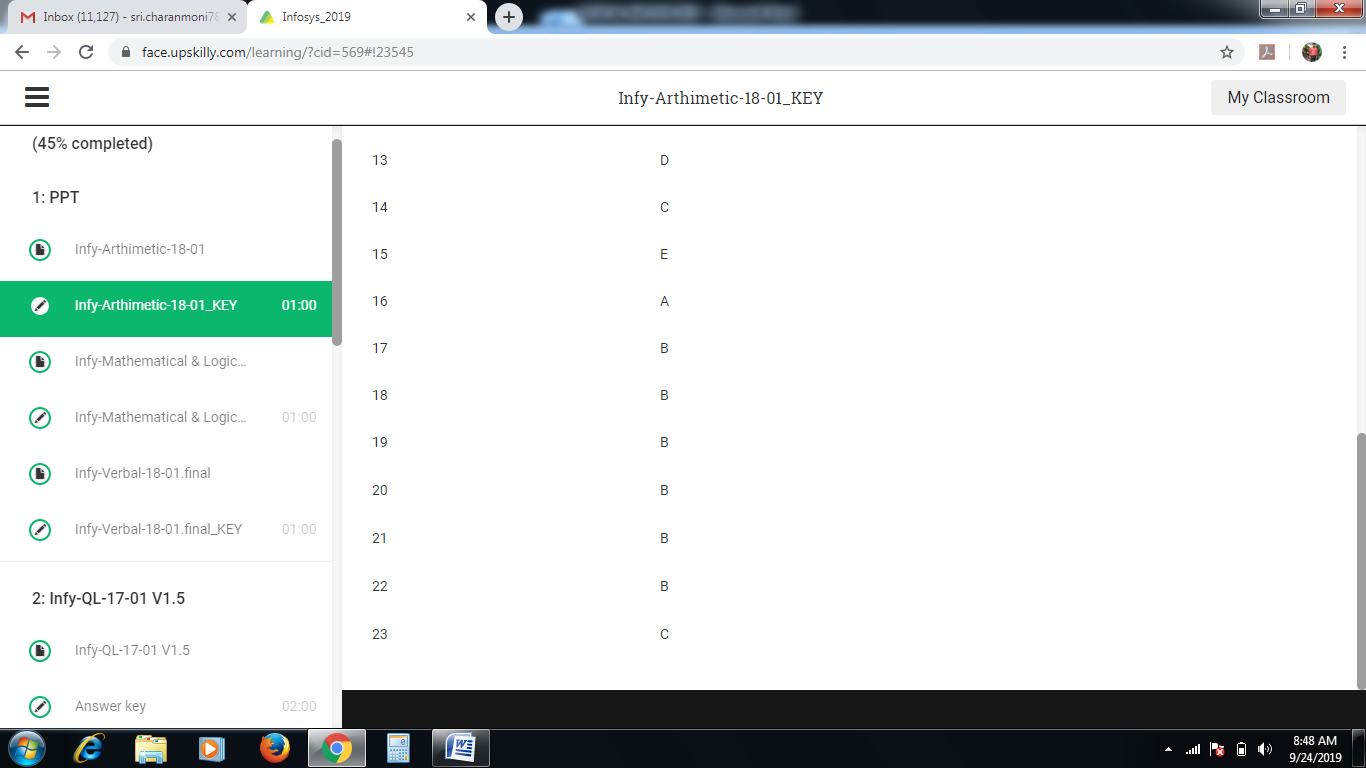 Inbox (11,127) - sri.charanmoni78
Infosys_2019
face.upskilly.com/learning/?cid=569#!23545
Infy-Arthimetic-18-01_KEY
My Classroom
(45% completed)
1: PPT
Infy-Arthimetic-18-01
Infy-Arthimetic-18-01_KEY 01:00
Infy-Mathematical & Logic...
Infy-Mathematical & Logic... 01:00
Infy-Verbal-18-01.final
Infy-Verbal-18-01.final_KEY 01:00
2: Infy-QL-17-01 V1.5
Infy-QL-17-01 V1.5
Answer key 02:00
13 D
14 C
15 E
16 A
17 B
18 B
19 B
20 B
21 B
22 B
23 C
8:48 AM
9/24/2019